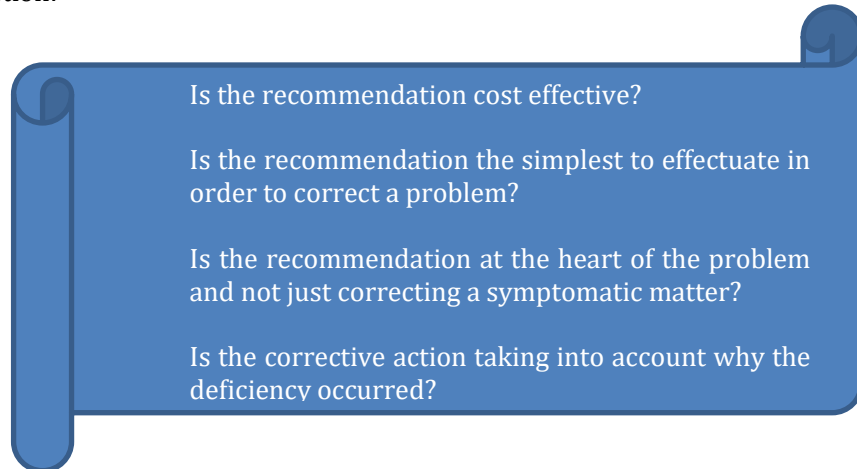 Is the recommendation cost effective?
Is the recommendation the simplest to effectuate in
order to correct a problem?
Is the recommendation at the heart of the problem
and not just correcting a symptomatic matter?
Is the corrective action taking into account why the
deficiency occurred?